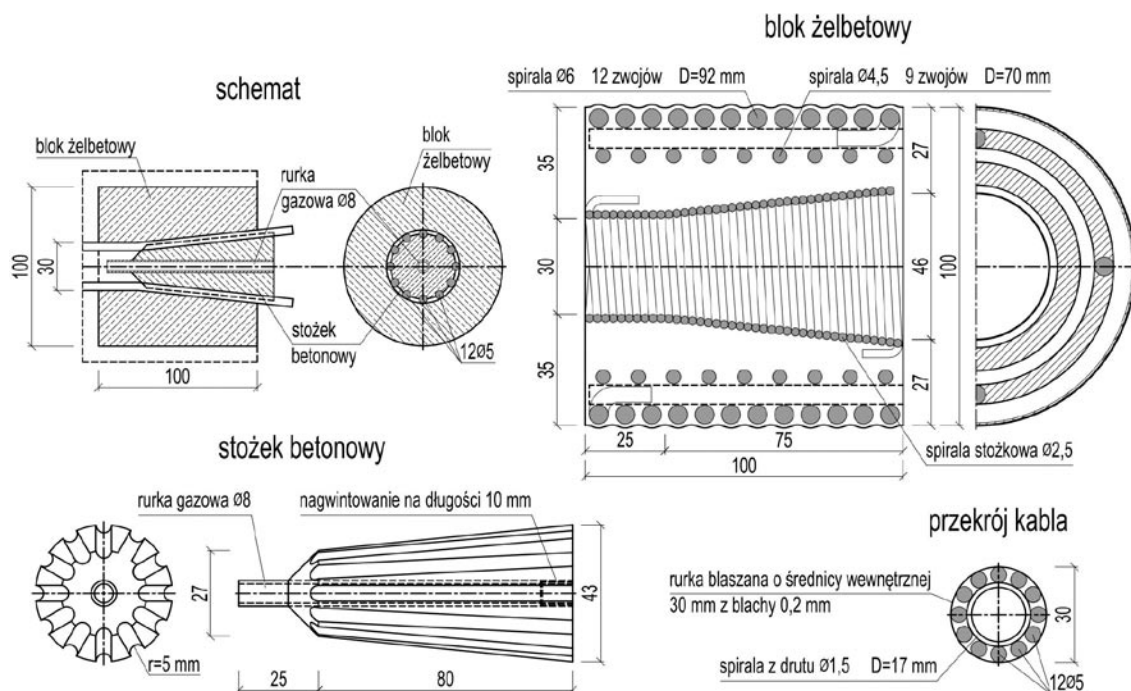 schemat
blok żelbetowy
blok
żelbetowy
rurka
gazowa Ø8
100
30
100
stożek
betonowy
12Ø5
blok żelbetowy
spirala Ø6 12 zwojów D=92 mm
spirala Ø4,5 9 zwojów D=70 mm
35
30
35
27
46
27
100
25
75
100
spirala stożkowa Ø2,5
stożek betonowy
rurka gazowa Ø8
nagwintowanie na długości 10 mm
27
43
r=5 mm
25
80
przekrój kabla
rurka blaszana o średnicy wewnętrznej
30 mm z blachy 0,2 mm
30
spirala z drutu Ø1,5 D=17 mm
12Ø5